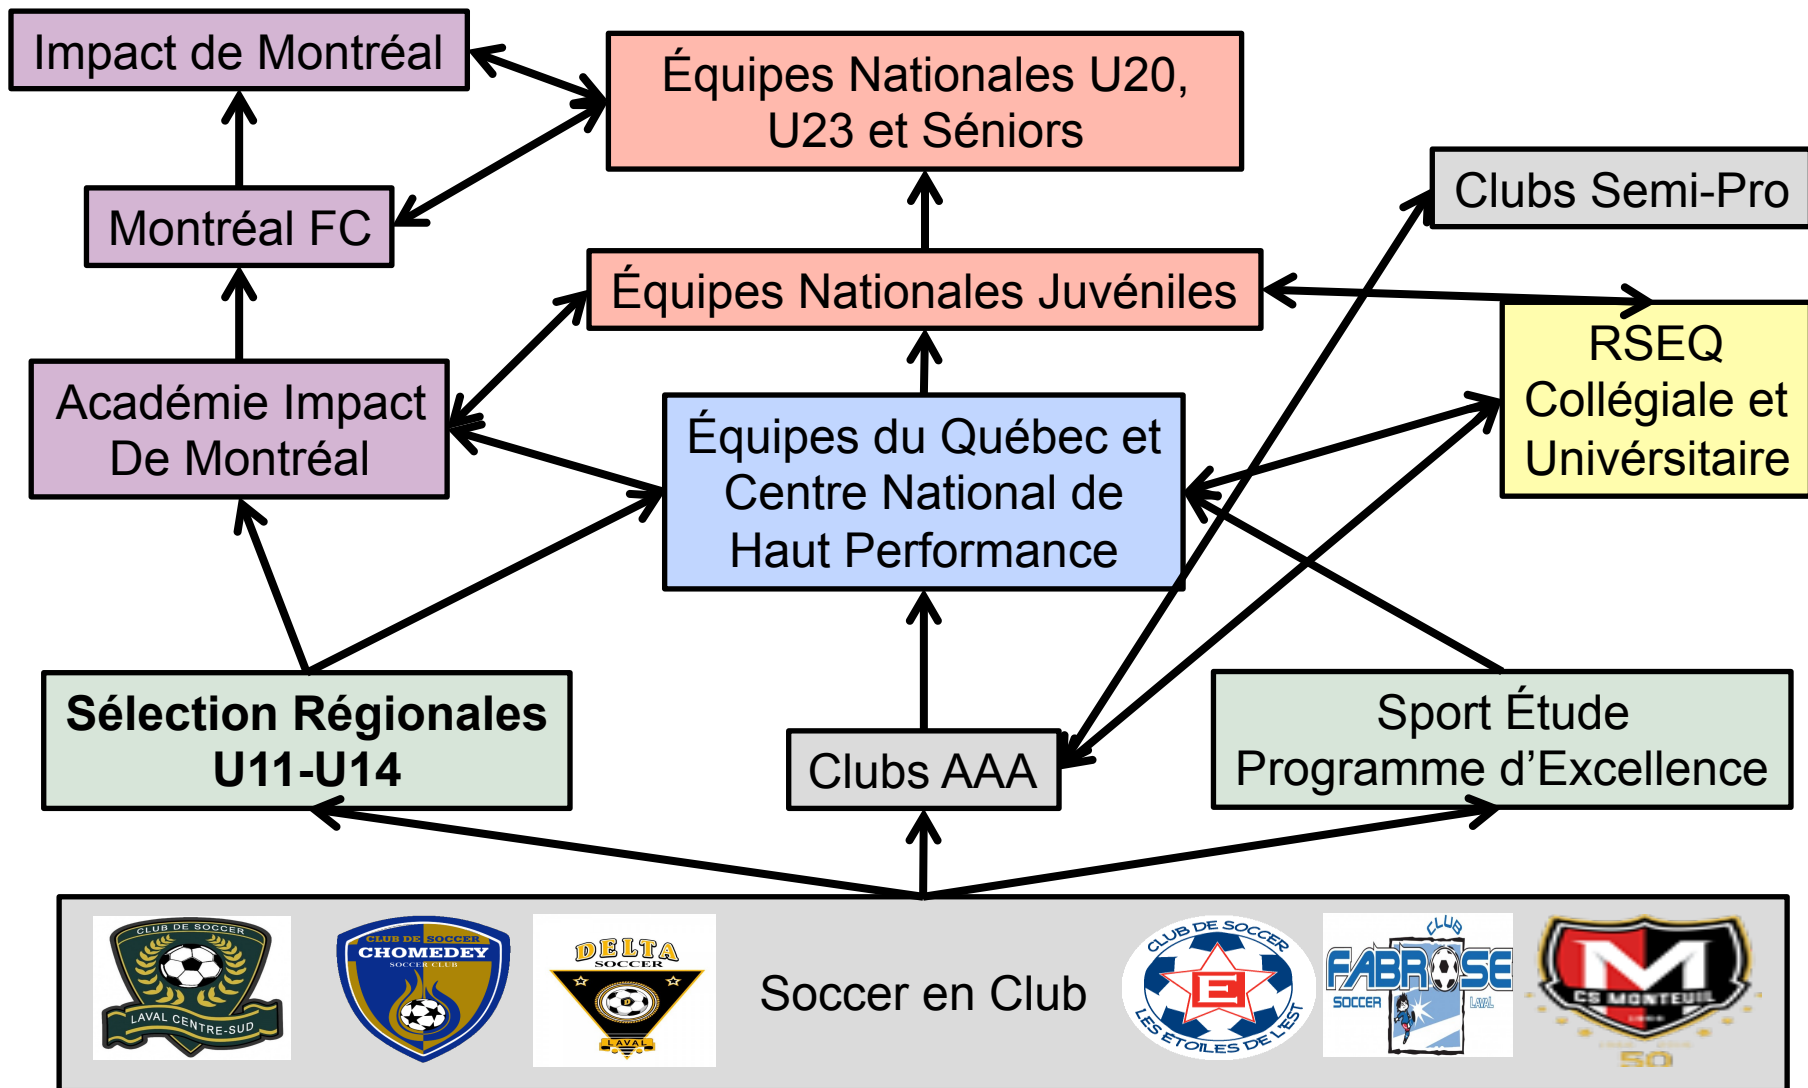 Impact de Montréal
Équipes Nationales U20,
U23 et Séniors
Clubs Semi-Pro
Montréal FC
Équipes Nationales Juvéniles
RSEQ
Collégiale et
Univérsitaire
Académie Impact
De Montréal
Équipes du Québec et
Centre National de
Haut Performance
Sélection Régionales
U11-U14
Clubs AAA
Sport Étude
Programme d’Excellence
CLUB DE SOCCER
LAVAL CENTRE-SUD
CLUB DE SOCCER
CHOMEDEY
SOCCER CLUB
DELTA
SOCCER
D
LAVAL
Soccer en Club
CLUB DE SOCCER
E
LES ÉTOILES DE L'EST
CLUB
FABROSE
SOCCER
LAVAL
M
CS MONTEUIL
50